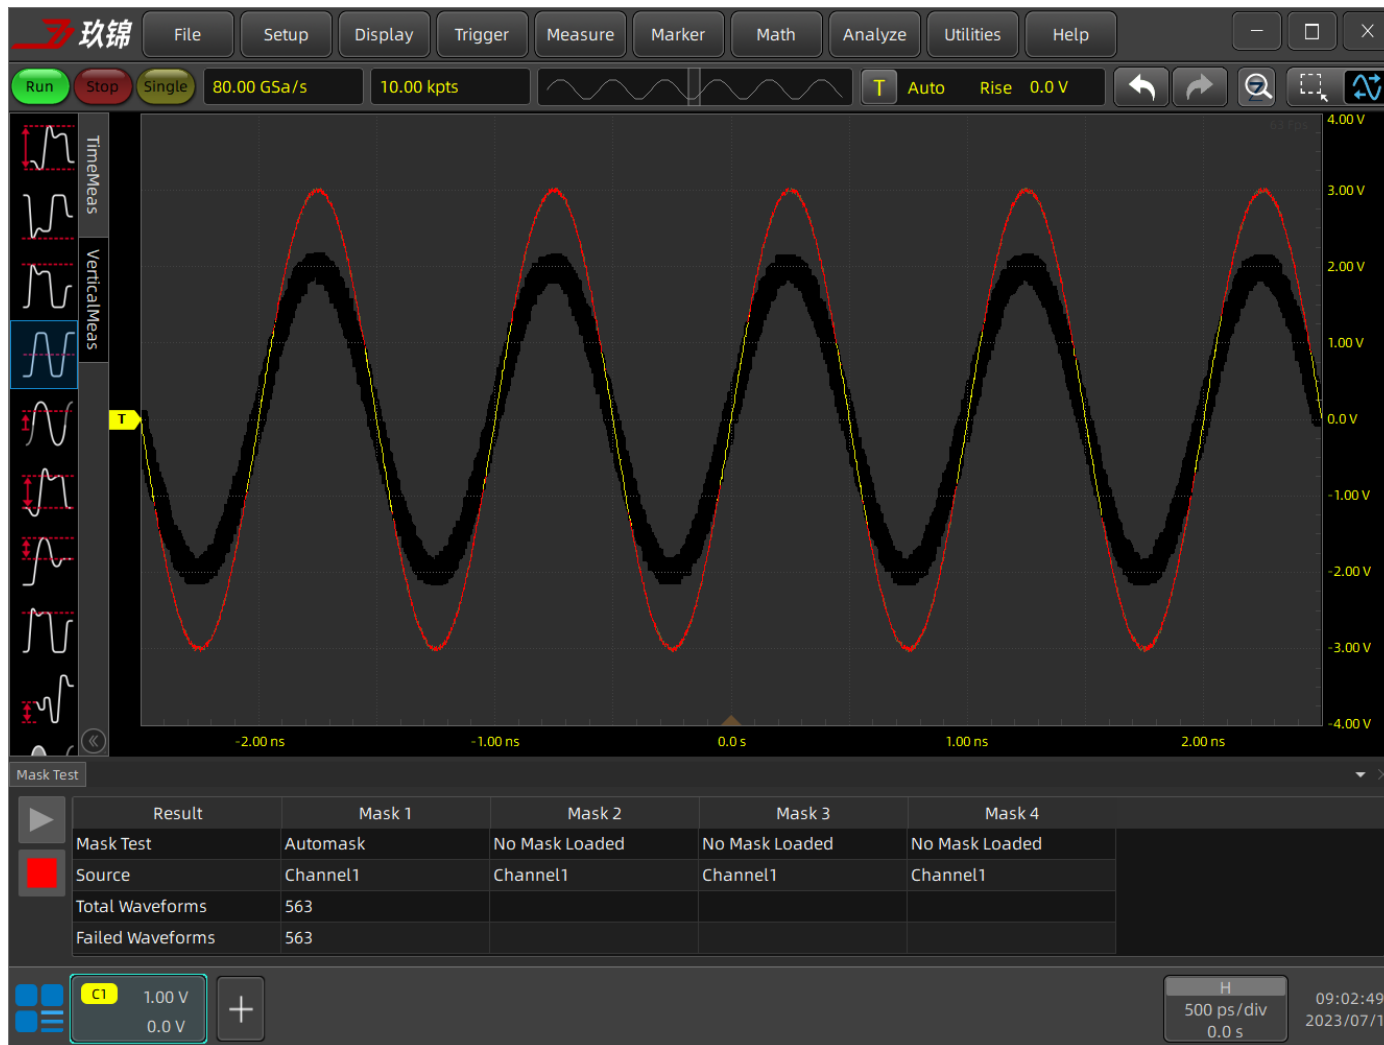 玖锦 File Setup Display Trigger Measure Marker Math Analyze Utilities Help
Run Stop Single 80.00 GSa/s 10.00 kpts T Auto Rise 0.0 V
TimeMeas
VerticalMeas
4.00 V
3.00 V
2.00 V
1.00 V
T
0.0 V
-1.00 V
-2.00 V
-3.00 V
-4.00 V
-2.00 ns -1.00 ns 0.0 s 1.00 ns 2.00 ns
Mask Test
Result Mask 1 Mask 2 Mask 3 Mask 4
Mask Test Automask No Mask Loaded No Mask Loaded No Mask Loaded
Source Channel1 Channel1 Channel1 Channel1
Total Waveforms 563
Failed Waveforms 563
C1 1.00 V
0.0 V
H
500 ps/div
0.0 s
09:02:49
2023/07/1